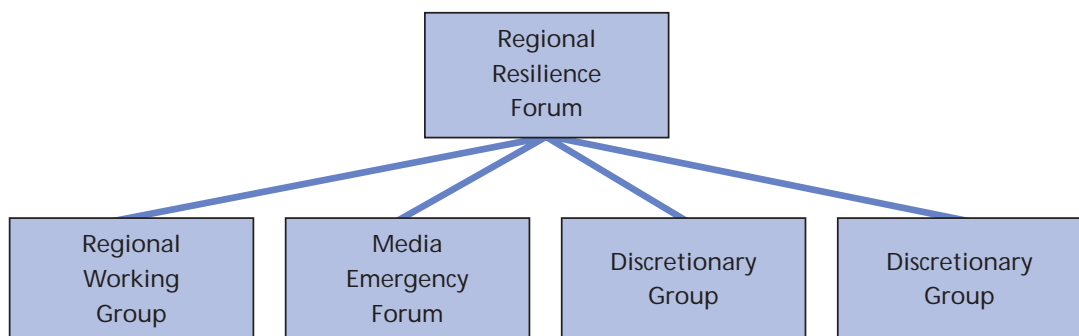 Regional
Resilience
Forum
Regional
Working
Group
Media
Emergency
Forum
Discretionary
Group
Discretionary
Group